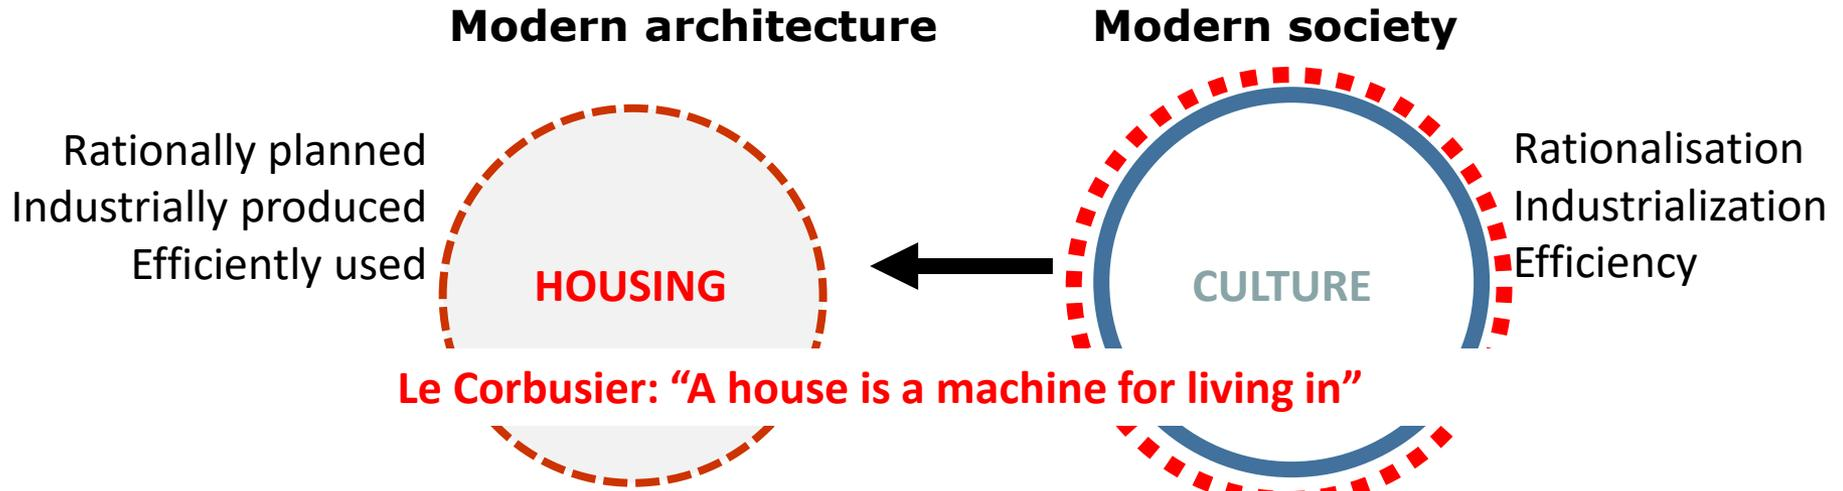 Modern architecture
Modern society
Rationally planned
Industrially produced
Efficiently used
HOUSING
CULTURE
Rationalisation
Industrialization
Efficiency
Le Corbusier: “A house is a machine for living in”